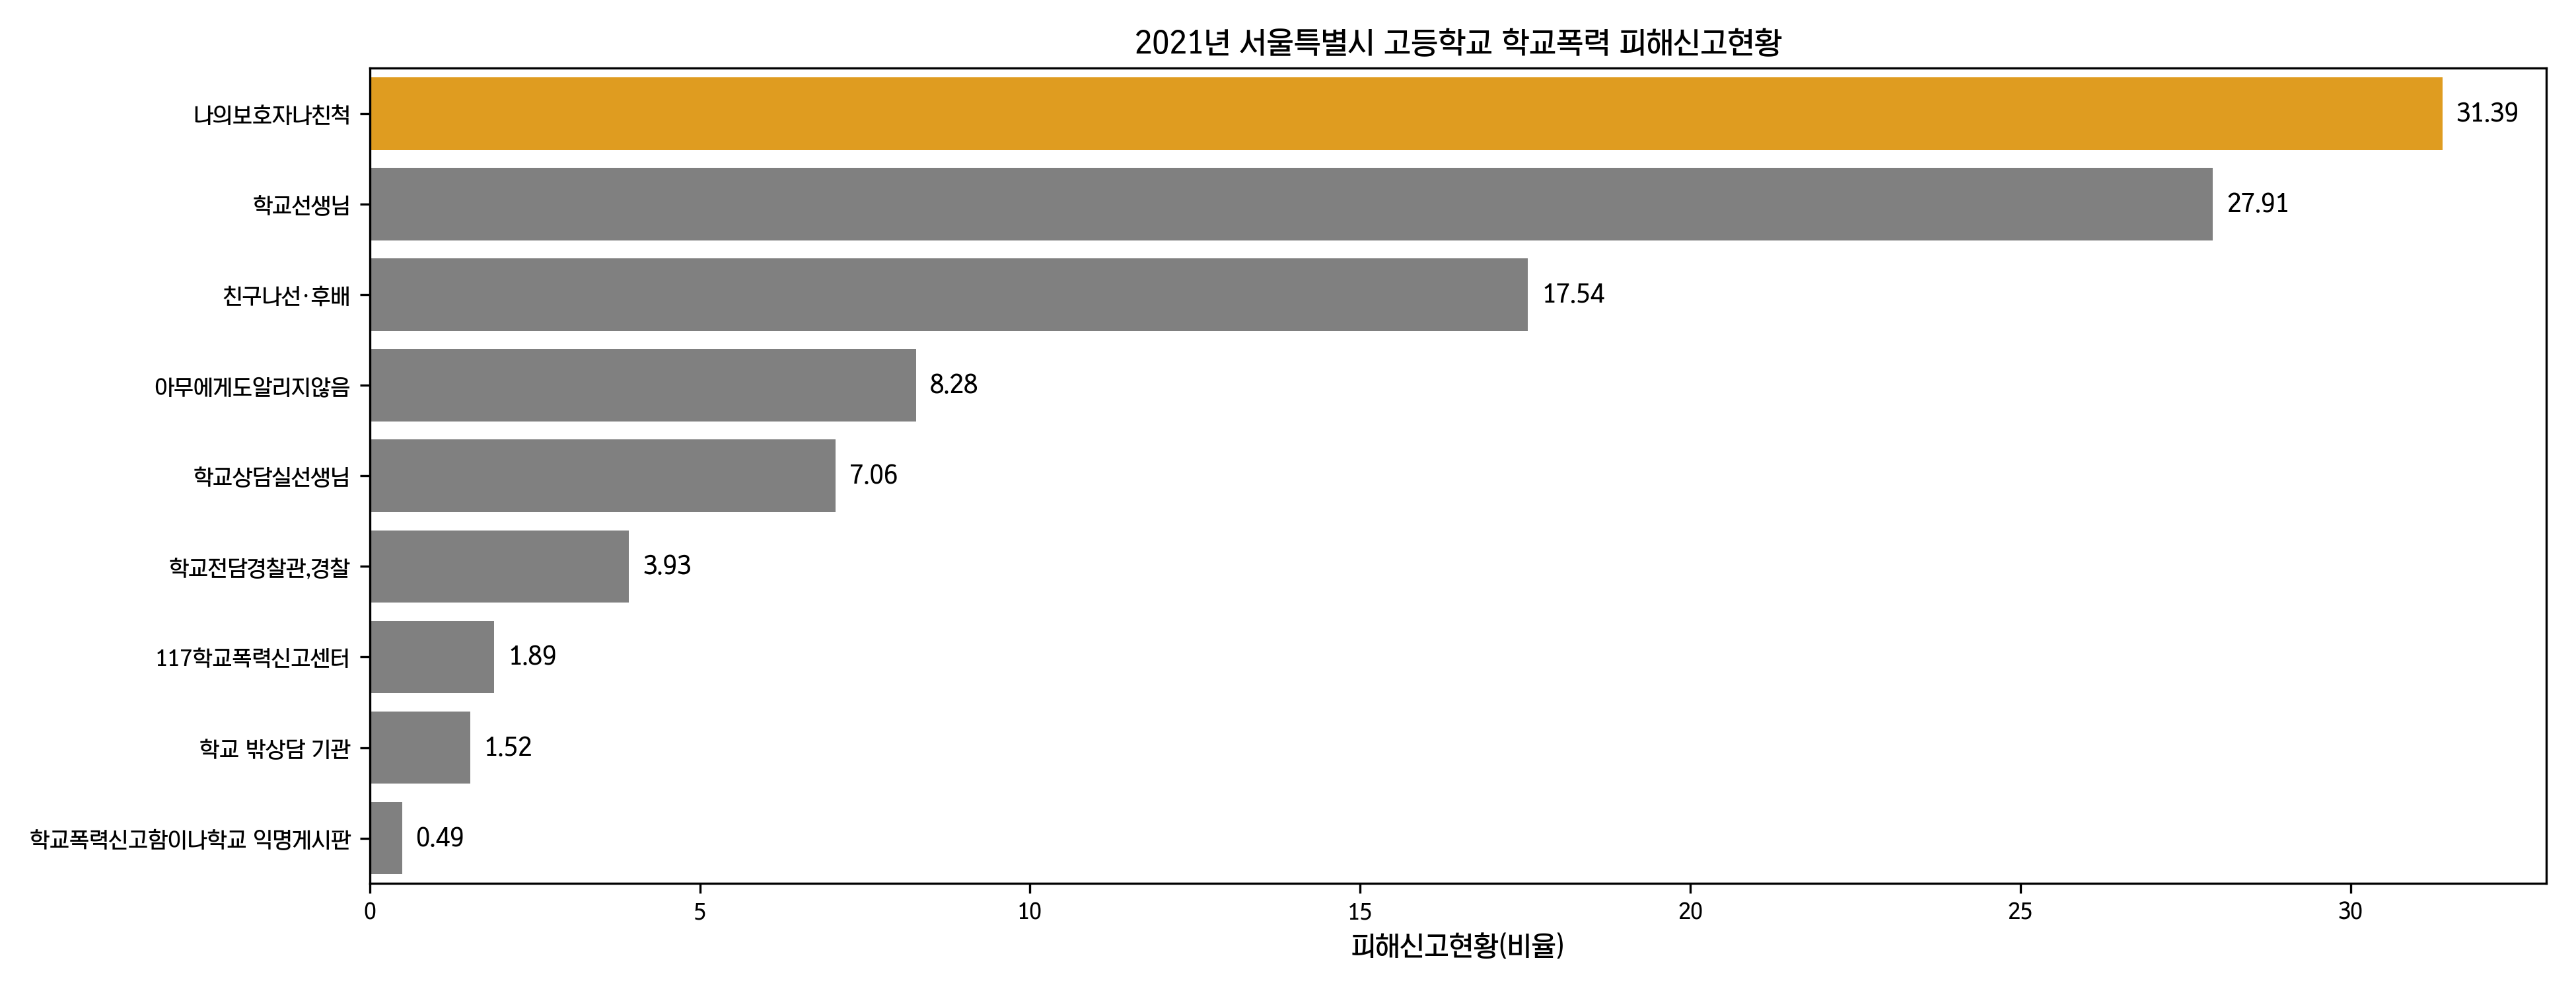 2021년 서울특별시 고등학교 학교폭력 피해신고현황
나의보호자나친척 31.39
학교선생님 27.91
친구나선·후배 17.54
아무에게도알리지않음 8.28
학교상담실선생님 7.06
학교전담경찰관,경찰 3.93
117학교폭력신고센터 1.89
학교 밖상담 기관 1.52
학교폭력신고함이나학교 익명게시판 0.49
0 5 10 15 20 25 30
피해신고현황(비율)